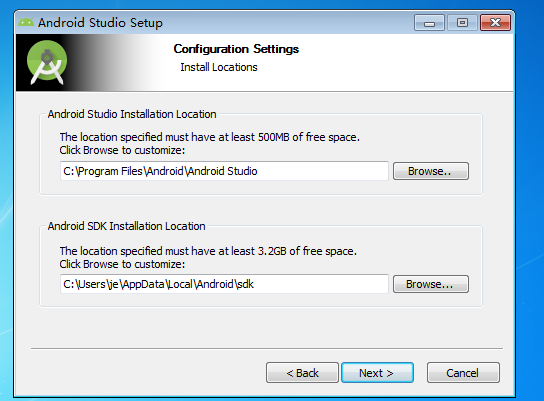 Android Studio Setup
Configuration Settings
Install Locations
Android Studio Installation Location
The location specified must have at least 500MB of free space.
Click Browse to customize:
C:\Program Files\Android\Android Studio
Browse..
Android SDK Installation Location
The location specified must have at least 3.2GB of free space.
Click Browse to customize:
C:\Users\je\AppData\Local\Android\sdk
Browse...
< Back
Next >
Cancel